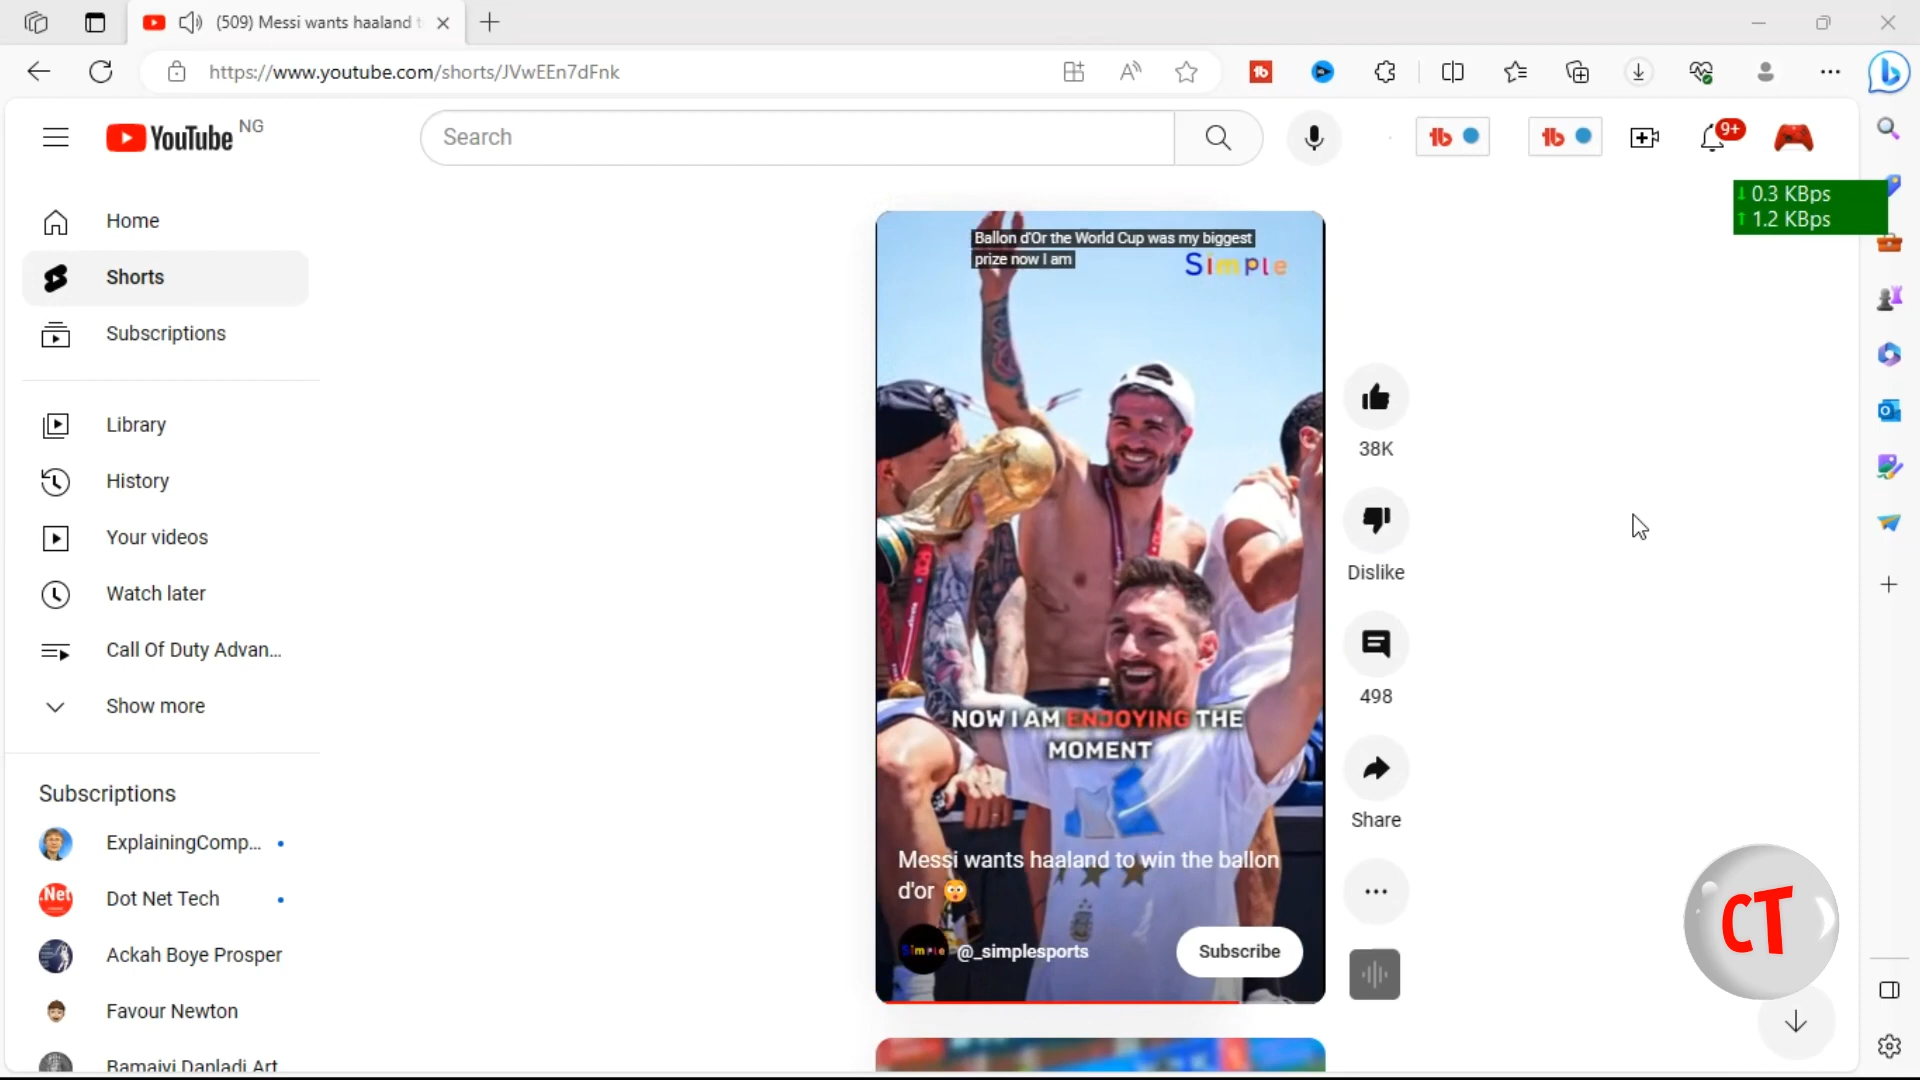 (509) Messi wants haaland t
https://www.youtube.com/shorts/JVwEEn7dFnk
YouTube NG
Search
9+
0.3 KBps
1.2 KBps
Home
Shorts
Subscriptions
Library
History
Your videos
Watch later
Call Of Duty Advan...
Show more
Subscriptions
ExplainingComp...
Dot Net Tech
Ackah Boye Prosper
Favour Newton
Bamaiyi Danladi Art
Ballon d'Or the World Cup was my biggest
prize now I am
Simple
NOW I AM ENJOYING THE
MOMENT
Messi wants haaland to win the ballon
d'or
Simple
@_simplesports
Subscribe
38K
Dislike
498
Share
CT